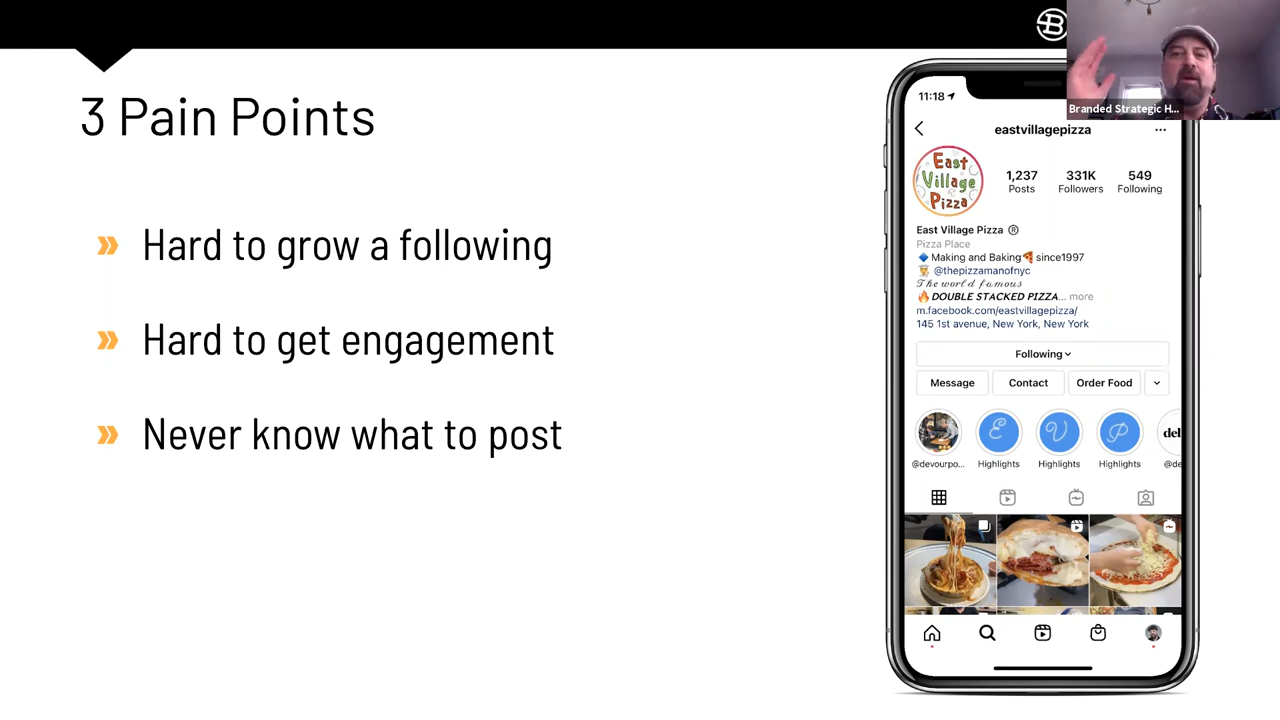 3 Pain Points
» Hard to grow a following
» Hard to get engagement
» Never know what to post
B
Branded Strategic H...
11:18
eastvillagepizza
East
Village
Pizza
1,237 331K 549
Posts Followers Following
East Village Pizza ®
Pizza Place
🔷 Making and Baking🍕since1997
👨‍🍳 @thepizzamanofnyc
𝒯𝒽𝑒 𝓌𝑜𝓇𝓁𝒹 𝒻𝒶𝓂𝑜𝓊𝓈
🔥𝘿𝙊𝙐𝘽𝙇𝙀 𝙎𝙏𝘼𝘾𝙆𝙀𝘿 𝙋𝙄𝙕𝙕𝘼... more
m.facebook.com/eastvillagepizza/
145 1st avenue, New York, New York
Following
Message Contact Order Food
E V P del
@devourpo... Highlights Highlights Highlights @de